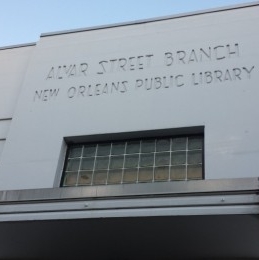 ALVAR STREET BRANCH
NEW ORLEANS PUBLIC LIBRARY